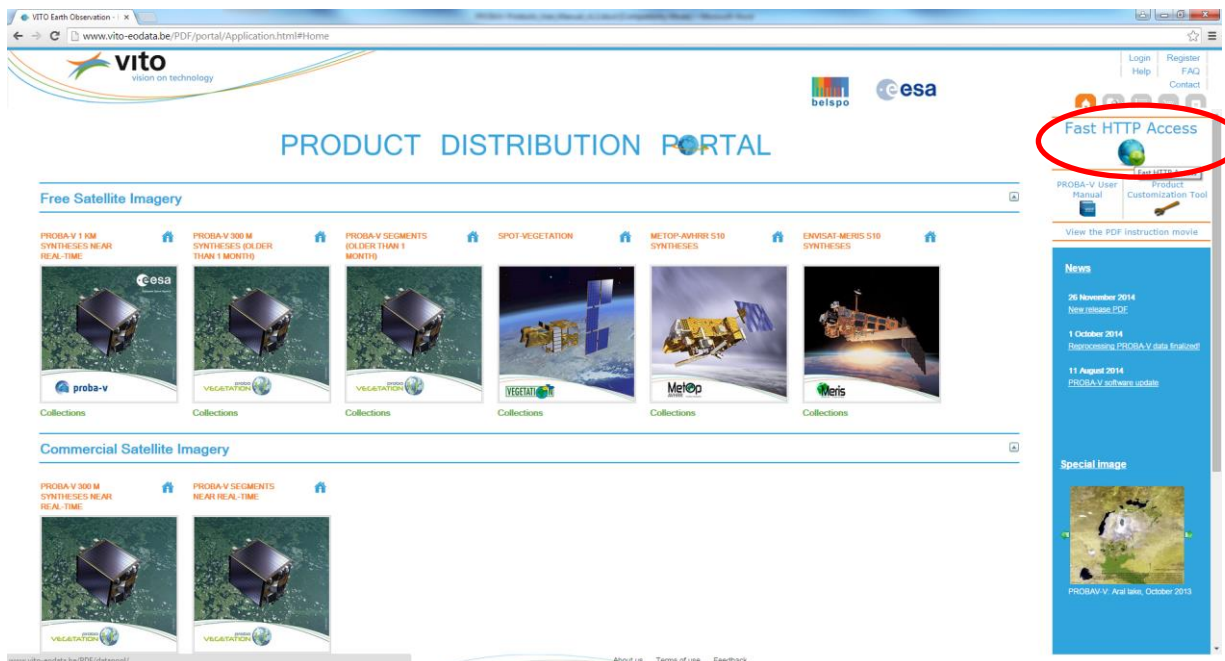 VITO Earth Observation -
www.vito-eodata.be/PDF/portal/Application.html#Home
vito
vision on technology
belspo
esa
Login Register
Help FAQ
Contact
PRODUCT DISTRIBUTION PORTAL
Fast HTTP Access
Fast HTTP Access
PROBA-V User Manual
Product Customization Tool
View the PDF instruction movie
Free Satellite Imagery
PROBA-V 1 KM
SYNTHESES NEAR
REAL-TIME
esa
proba-v
Collections
PROBA-V 300 M
SYNTHESES (OLDER
THAN 1 MONTH)
proba
VEGETATION
Collections
PROBA-V SEGMENTS
(OLDER THAN 1
MONTH)
proba
VEGETATION
Collections
SPOT-VEGETATION
VEGETATION
Collections
METOP-AVHRR S10
SYNTHESES
MetOp
Collections
ENVISAT-MERIS S10
SYNTHESES
Meris
Collections
Commercial Satellite Imagery
PROBA-V 300 M
SYNTHESES NEAR
REAL-TIME
proba
VEGETATION
PROBA-V SEGMENTS
NEAR REAL-TIME
proba
VEGETATION
News
26 November 2014
New release PDF
1 October 2014
Reprocessing PROBA-V data finalized!
11 August 2014
PROBA-V software update
Special image
PROBAV-V: Aral lake, October 2013
About us Terms of use Feedback